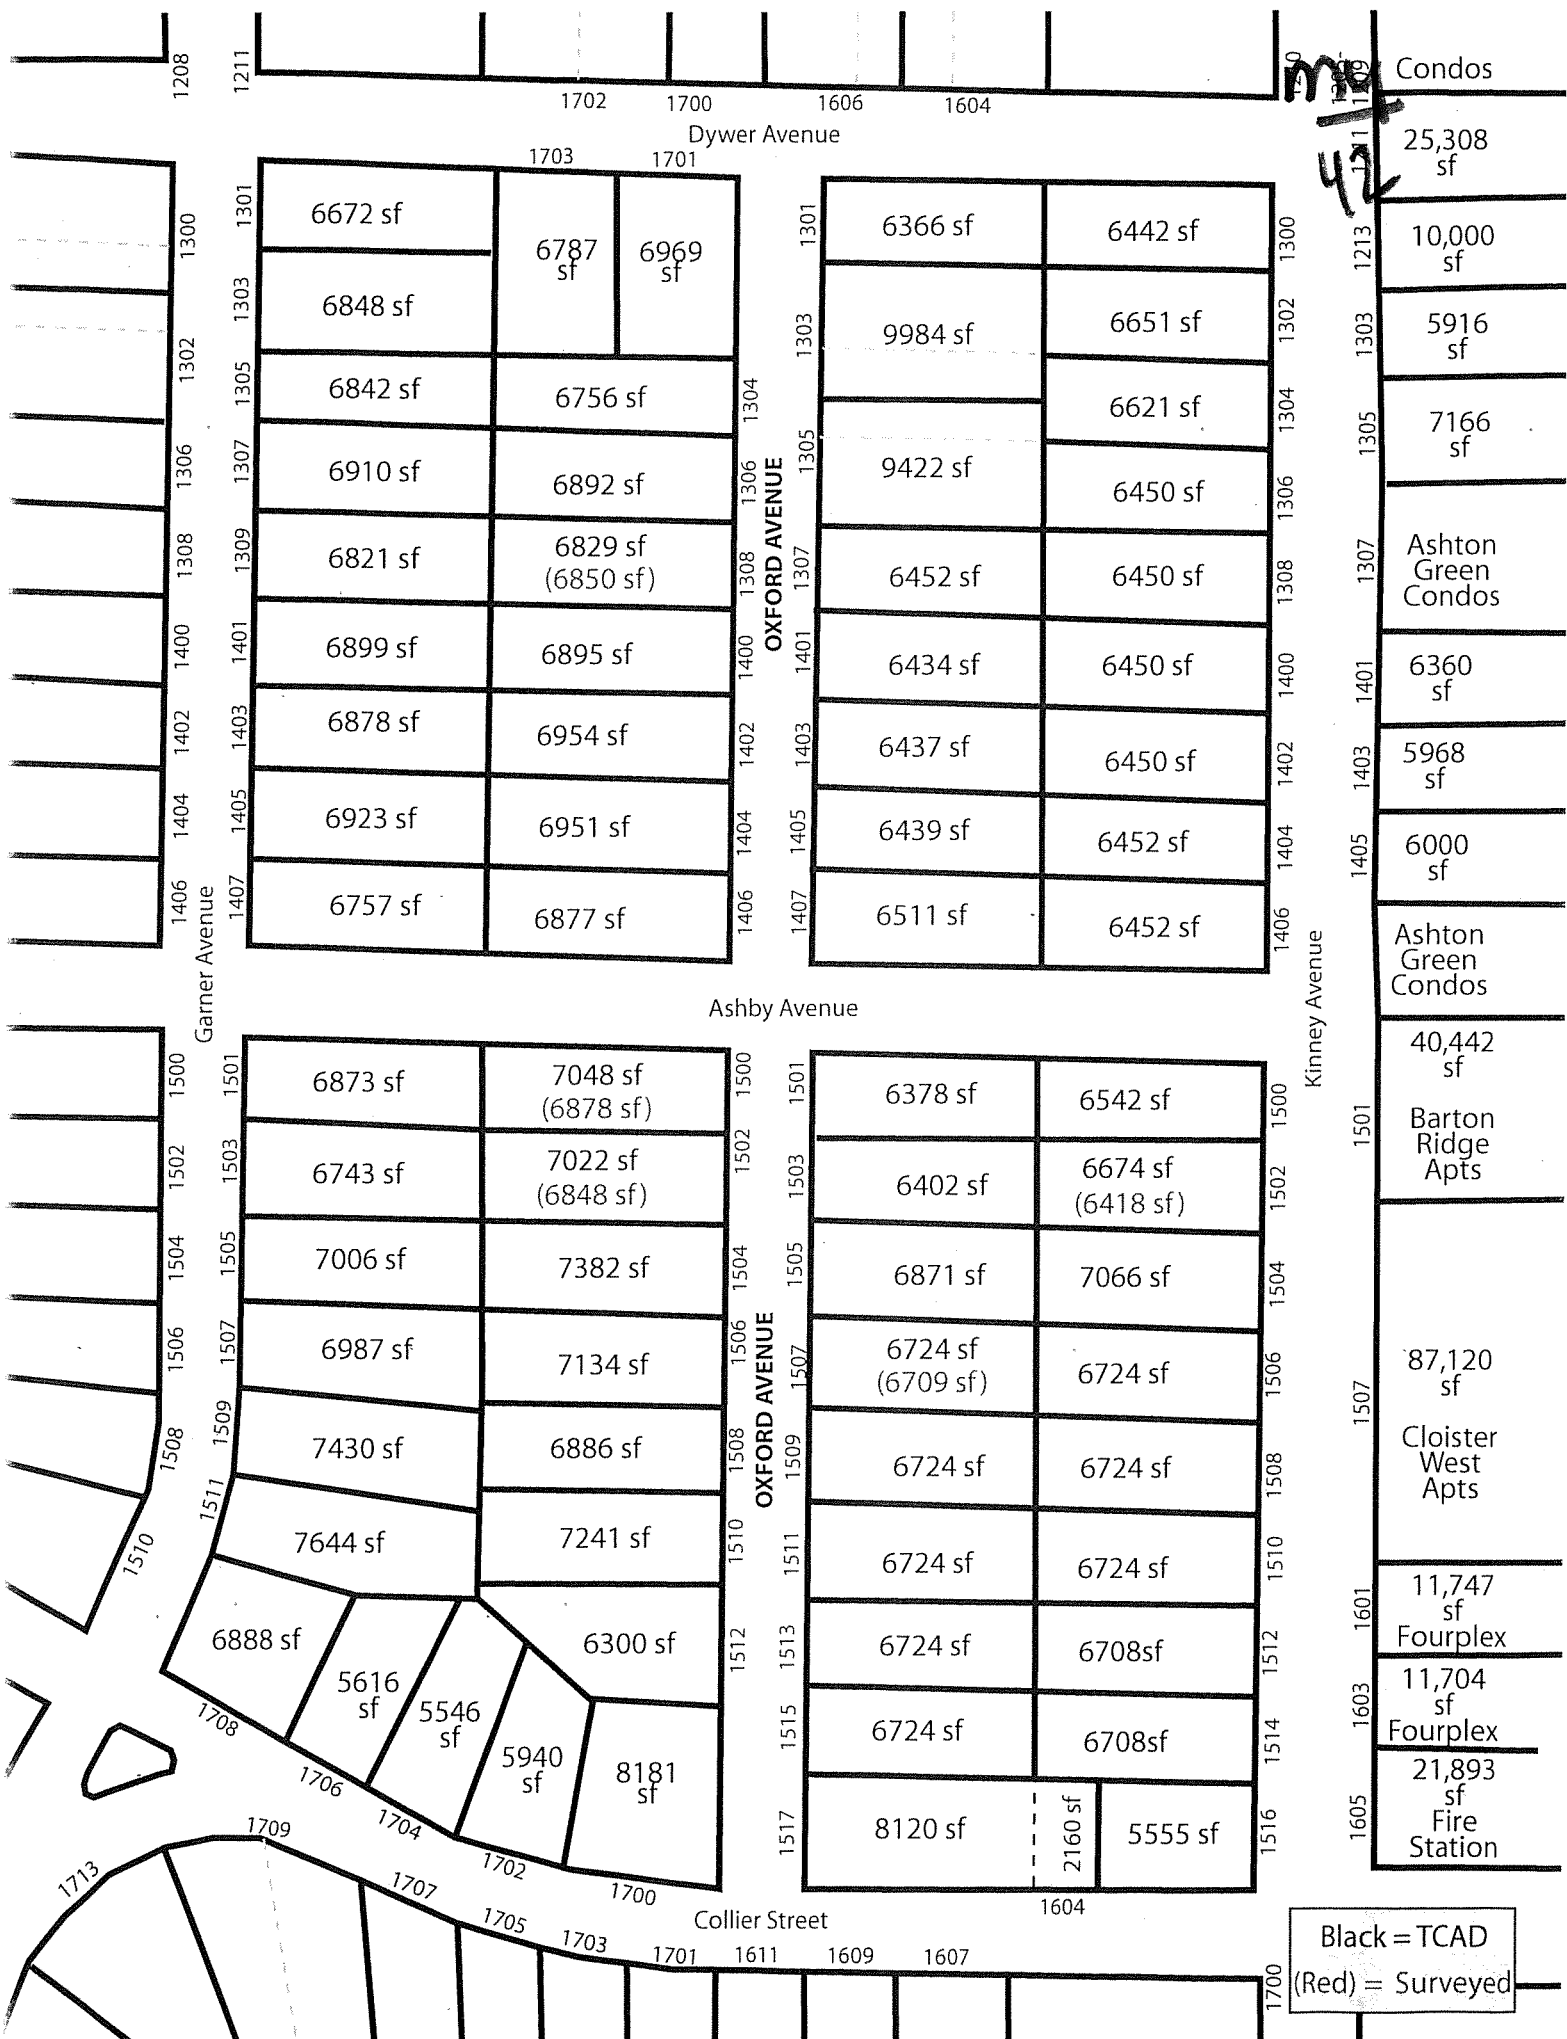 1208
1211
1702
1700
1606
1604
Condos
Dywer Avenue
1703
1701
25,308
sf
42
1300
1302
1306
1308
1400
1402
1404
1406
Garner Avenue
1301
1303
1305
1307
1309
1401
1403
1405
1407
6672 sf
6848 sf
6842 sf
6910 sf
6821 sf
6899 sf
6878 sf
6923 sf
6757 sf
6787
sf
6969
sf
6756 sf
6892 sf
6829 sf
(6850 sf)
6895 sf
6954 sf
6951 sf
6877 sf
1304
1306
1308
1400
1402
1404
1406
OXFORD AVENUE
1301
1303
1305
1307
1401
1403
1405
1407
6366 sf
9984 sf
9422 sf
6452 sf
6434 sf
6437 sf
6439 sf
6511 sf
6442 sf
6651 sf
6621 sf
6450 sf
6450 sf
6450 sf
6450 sf
6452 sf
6452 sf
1300
1302
1304
1306
1308
1400
1402
1404
1406
Kinney Avenue
1213
10,000
sf
1303
5916
sf
1305
7166
sf
1307
Ashton
Green
Condos
1401
6360
sf
1403
5968
sf
1405
6000
sf
Ashton
Green
Condos
Ashby Avenue
1500
1502
1504
1506
1508
1510
1501
1503
1505
1507
1509
1511
6873 sf
6743 sf
7006 sf
6987 sf
7430 sf
7644 sf
6888 sf
5616
sf
5546
sf
5940
sf
8181
sf
7048 sf
(6878 sf)
7022 sf
(6848 sf)
7382 sf
7134 sf
6886 sf
7241 sf
6300 sf
1500
1502
1504
1506
1508
1510
1512
OXFORD AVENUE
1501
1503
1505
1507
1509
1511
1513
1515
1517
6378 sf
6402 sf
6871 sf
6724 sf
(6709 sf)
6724 sf
6724 sf
6724 sf
6724 sf
8120 sf
2160 sf
6542 sf
6674 sf
(6418 sf)
7066 sf
6724 sf
6724 sf
6724 sf
6708sf
6708sf
5555 sf
1500
1502
1504
1506
1508
1510
1512
1514
1516
1501
40,442
sf
Barton
Ridge
Apts
1507
87,120
sf
Cloister
West
Apts
1601
11,747
sf
Fourplex
1603
11,704
sf
Fourplex
1605
21,893
sf
Fire
Station
1708
1706
1704
1702
1700
1604
Collier Street
1713
1709
1707
1705
1703
1701
1611
1609
1607
1700
Black = TCAD
(Red) = Surveyed